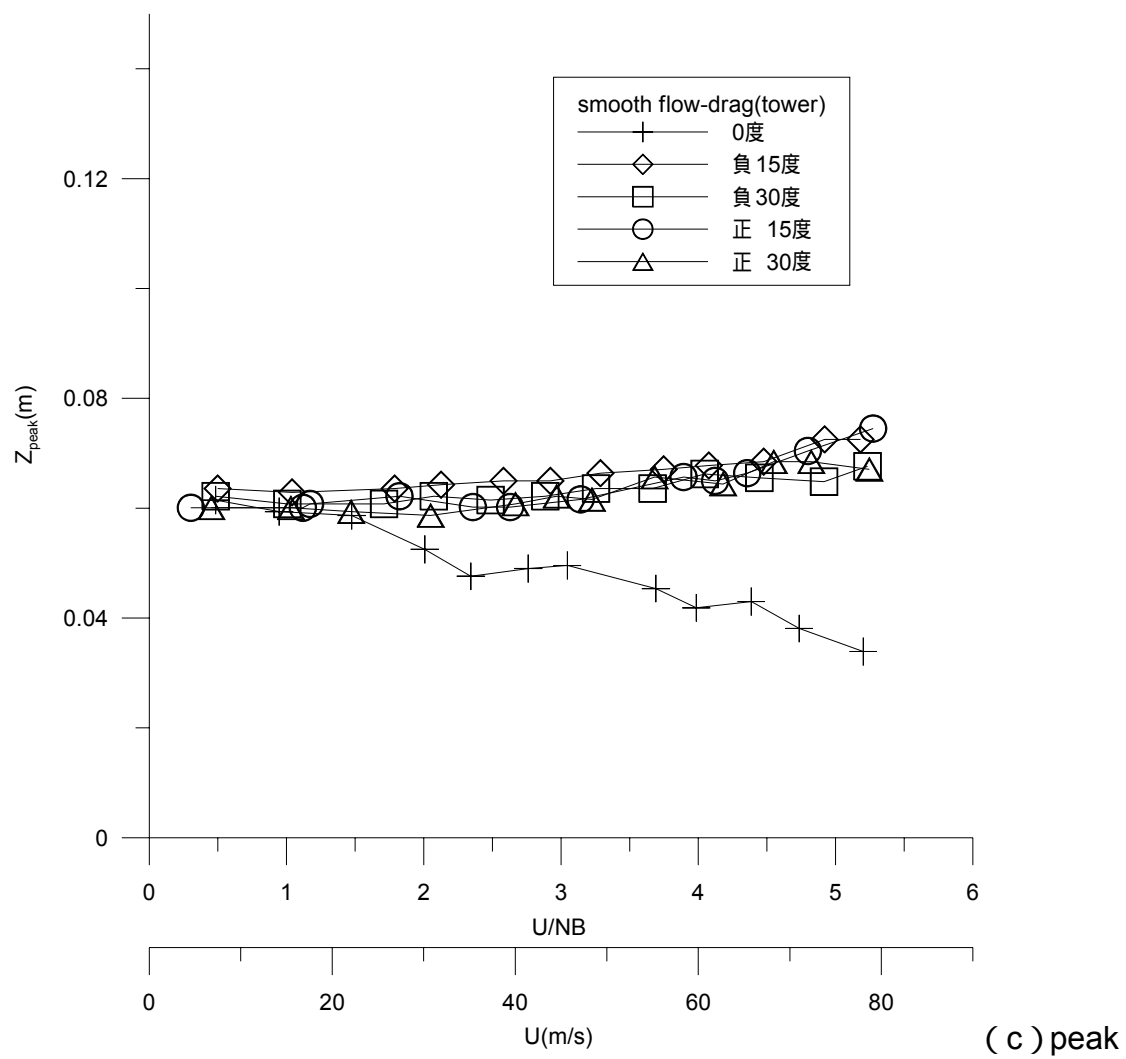 smooth flow-drag(tower)
0度
負15度
負30度
正 15度
正 30度
0.12
0.08
Zpeak(m)
0.04
0
0 1 2 3 4 5 6
U/NB
0 20 40 60 80
U(m/s)
(c)peak